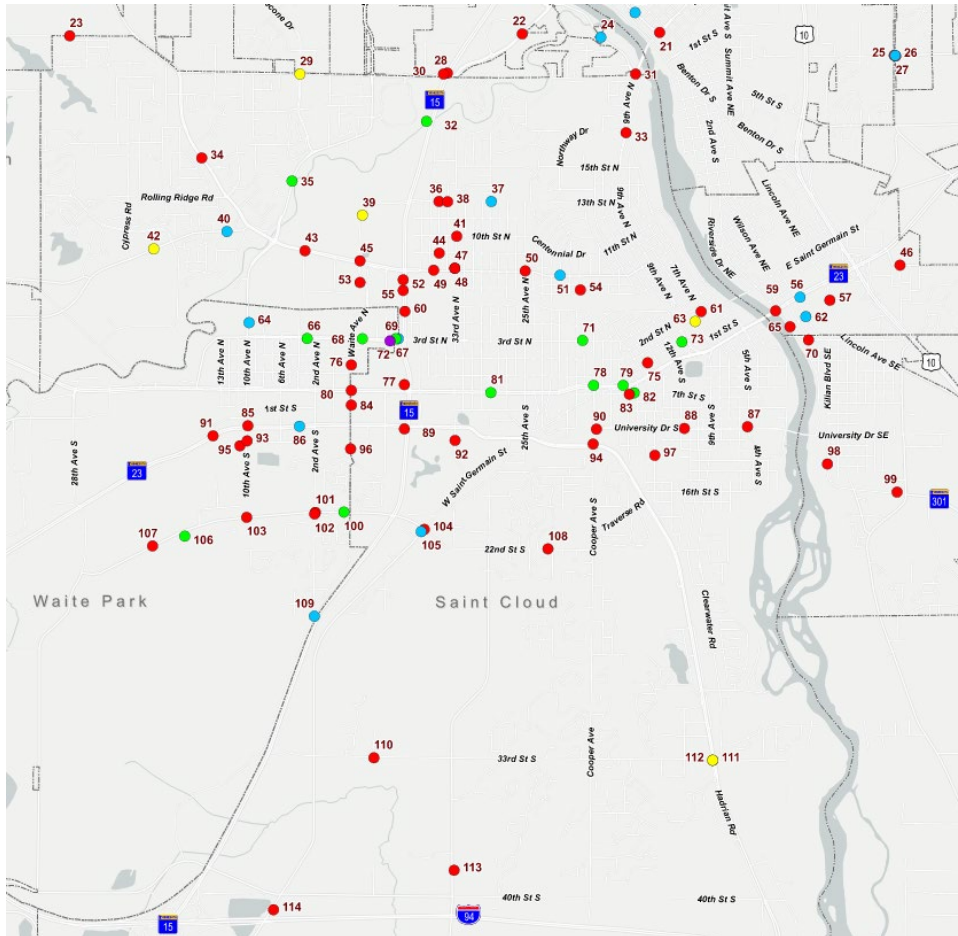 23
22
24
21
1st St S
Summit Ave NE
10
25
26
27
29
30
28
15
31
Benton Dr S
9th Ave N
5th St S
2nd Ave S
Benton Dr S
32
33
Northway Dr
15th St N
34
35
Rolling Ridge Rd
36
38
37
13th St N
9th Ave N
Lincoln Ave NE
Cypress Rd
39
40
41
10th St N
11th St N
Riverside Dr NE
Wilson Ave NE
E Saint Germain St
42
43
44
45
47
Centennial Dr
46
50
53
52
49
48
25th Ave N
51
54
9th Ave N
7th Ave N
23
55
59
56
57
60
33rd Ave N
61
63
62
64
66
Waite Ave N
69
68
72
67
3rd St N
3rd St N
71
2nd St N
73
1st St S
65
70
Lincoln Ave SE
13th Ave N
10th Ave N
6th Ave N
2nd Ave N
76
77
75
12th Ave S
5th Ave S
10
Kilian Blvd SE
80
81
78
79
82
83
7th St S
1st St S
84
15
85
91
93
95
86
2nd Ave S
96
89
92
25th Ave S
90
94
University Dr S
88
9th Ave S
87
University Dr SE
28th Ave S
23
10th Ave S
W Saint Germain St
97
4th Ave S
98
16th St S
99
301
101
102
100
103
104
105
Cooper Ave S
Traverse Rd
107
106
22nd St S
108
Waite Park
109
Saint Cloud
Clearwater Rd
110
33rd St S
Cooper Ave
112
111
Hadrian Rd
113
40th St S
40th St S
114
15
94